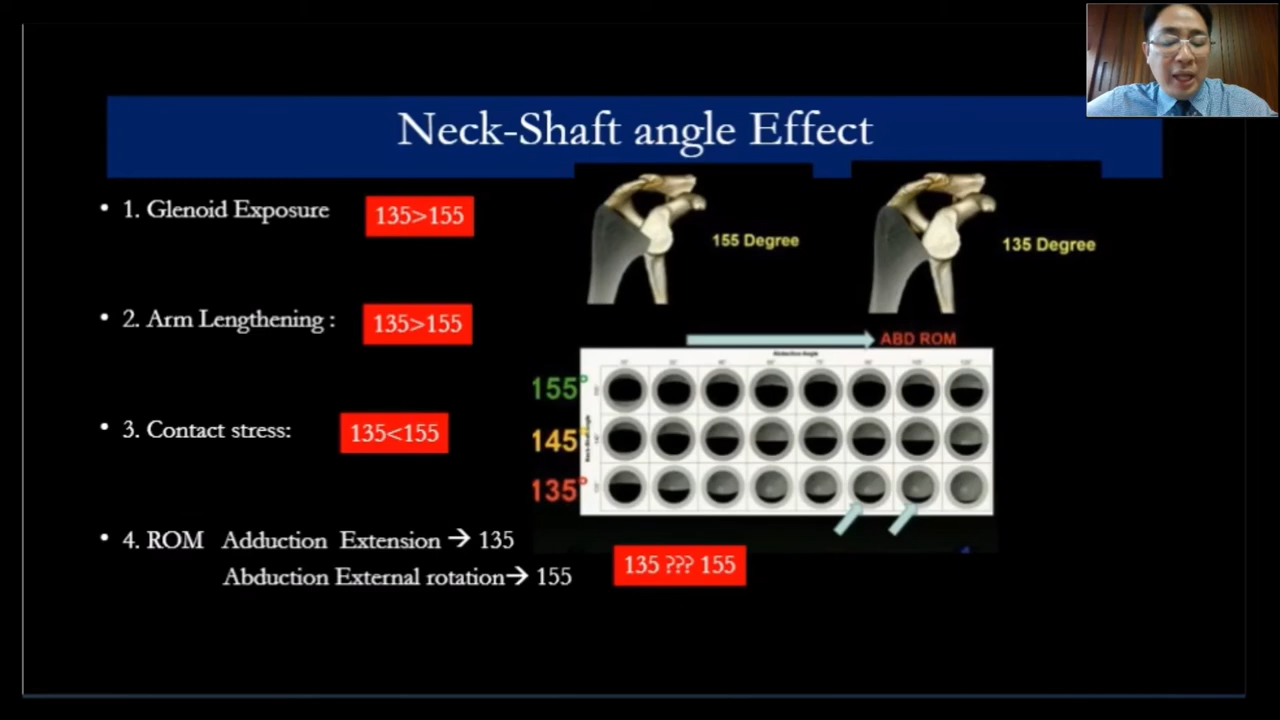 Neck-Shaft angle Effect
• 1. Glenoid Exposure 135>155
155 Degree
135 Degree
• 2. Arm Lengthening : 135>155
ABD ROM
Abduction Angle
155°
145°
135°
• 3. Contact stress: 135<155
• 4. ROM Adduction Extension → 135
Abduction External rotation→ 155
135 ??? 155